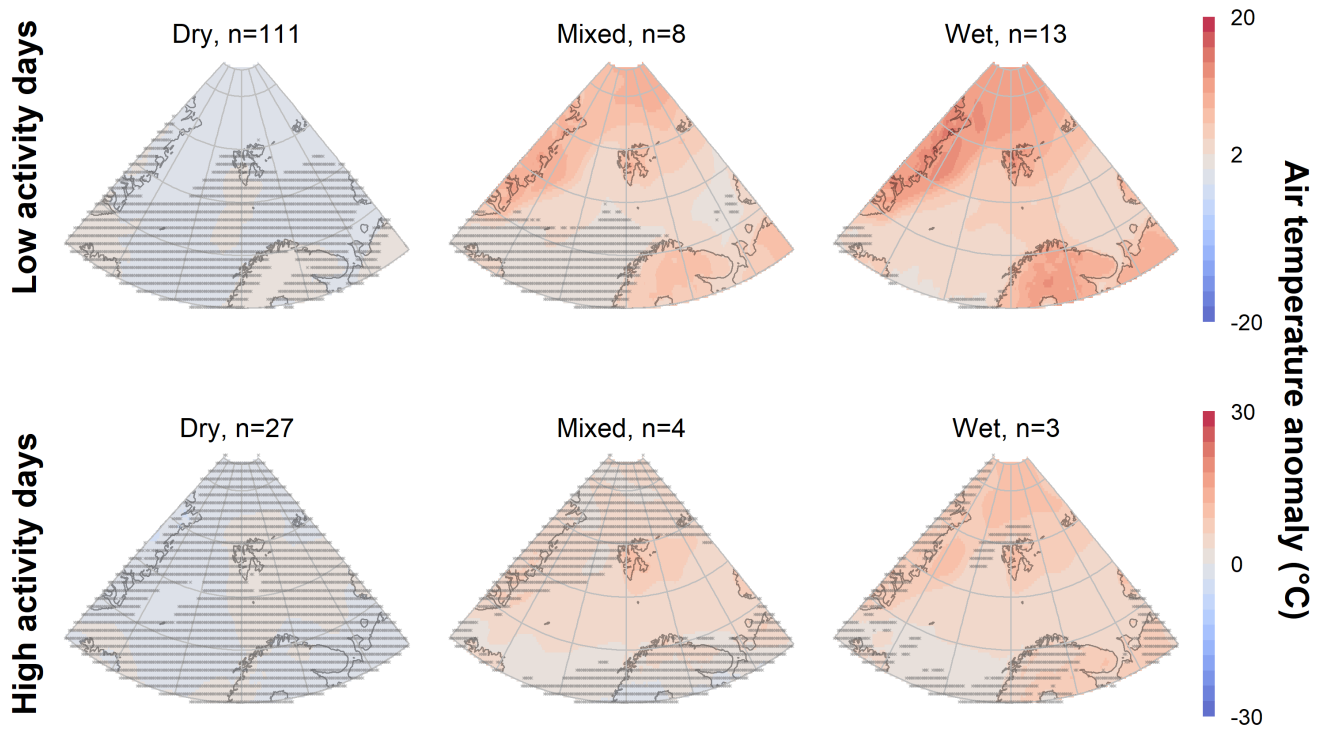 Low activity days
Dry, n=111
Mixed, n=8
Wet, n=13
20
2
-20
Air temperature anomaly (°C)
High activity days
Dry, n=27
Mixed, n=4
Wet, n=3
30
0
-30